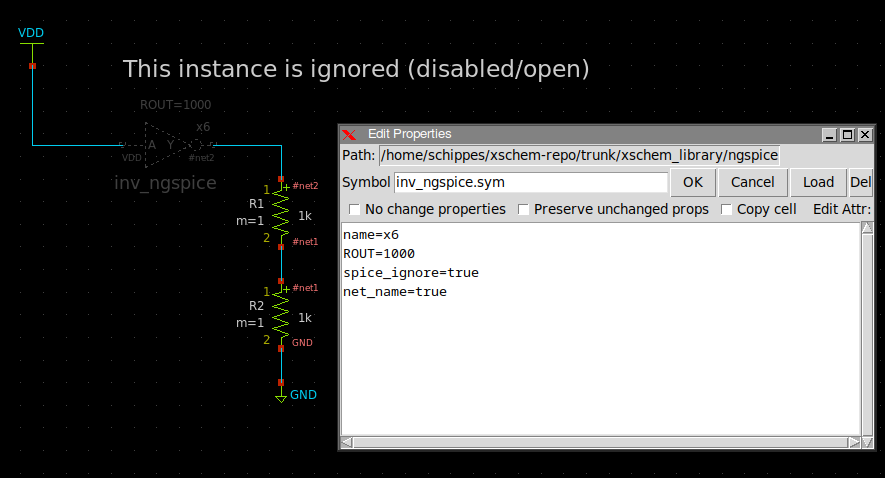 VDD
This instance is ignored (disabled/open)
ROUT=1000
x6
A Y
VDD
#net2
inv_ngspice
1
#net2
R1
1k
m=1
2
#net1
1
#net1
R2
1k
m=1
2
GND
GND
Edit Properties
Path: /home/schippes/xschem-repo/trunk/xschem_library/ngspice
Symbol inv_ngspice.sym OK Cancel Load Del
No change properties Preserve unchanged props Copy cell Edit Attr:
name=x6
ROUT=1000
spice_ignore=true
net_name=true